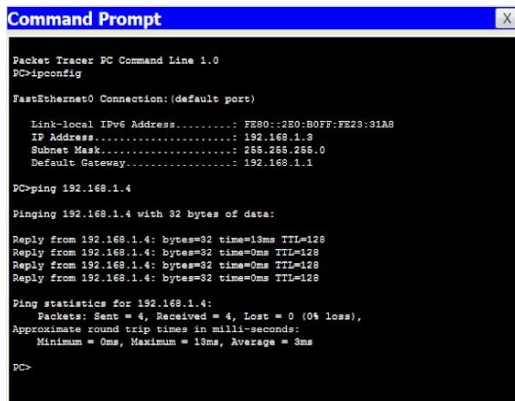 Command Prompt
X
Packet Tracer PC Command Line 1.0
PC>ipconfig
FastEthernet0 Connection:(default port)
Link-local IPv6 Address.........: FE80::2E0:B0FF:FE23:31A8
IP Address......................: 192.168.1.3
Subnet Mask.....................: 255.255.255.0
Default Gateway.................: 192.168.1.1
PC>ping 192.168.1.4
Pinging 192.168.1.4 with 32 bytes of data:
Reply from 192.168.1.4: bytes=32 time=13ms TTL=128
Reply from 192.168.1.4: bytes=32 time=0ms TTL=128
Reply from 192.168.1.4: bytes=32 time=0ms TTL=128
Reply from 192.168.1.4: bytes=32 time=0ms TTL=128
Ping statistics for 192.168.1.4:
Packets: Sent = 4, Received = 4, Lost = 0 (0% loss),
Approximate round trip times in milli-seconds:
Minimum = 0ms, Maximum = 13ms, Average = 3ms
PC>